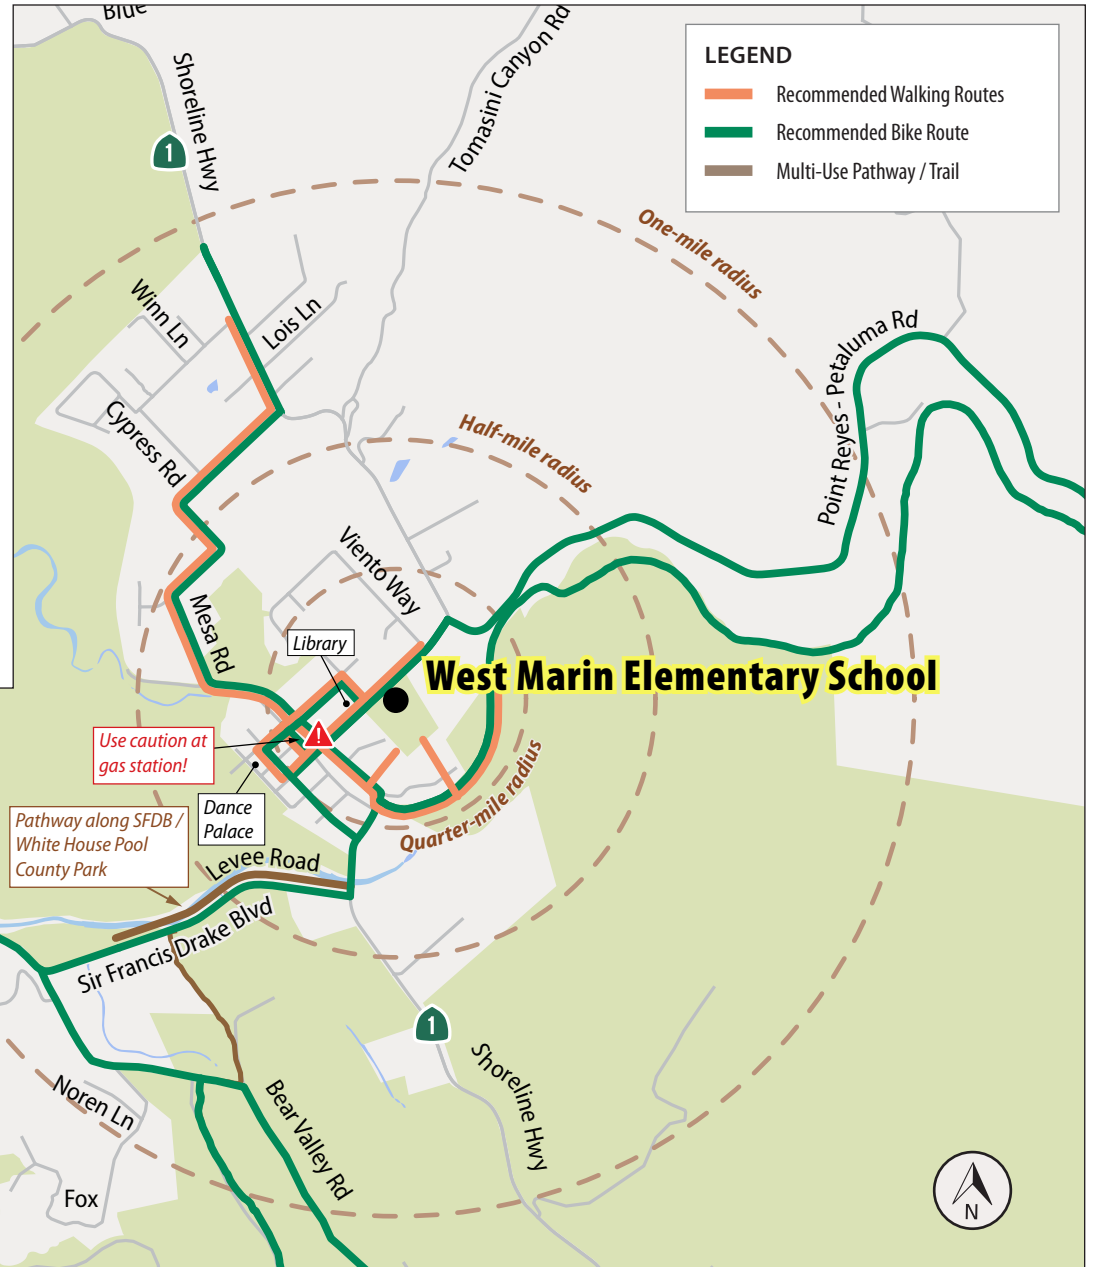 Blue
Shoreline Hwy
1
Tomasini Canyon Rd
LEGEND
Recommended Walking Routes
Recommended Bike Route
Multi-Use Pathway / Trail
One-mile radius
Winn Ln
Lois Ln
Point Reyes - Petaluma Rd
Cypress Rd
Half-mile radius
Viento Way
Mesa Rd
Library
West Marin Elementary School
Use caution at
gas station!
Dance
Palace
Quarter-mile radius
Pathway along SFDB /
White House Pool
County Park
Levee Road
Sir Francis Drake Blvd
1
Shoreline Hwy
Noren Ln
Bear Valley Rd
Fox
N